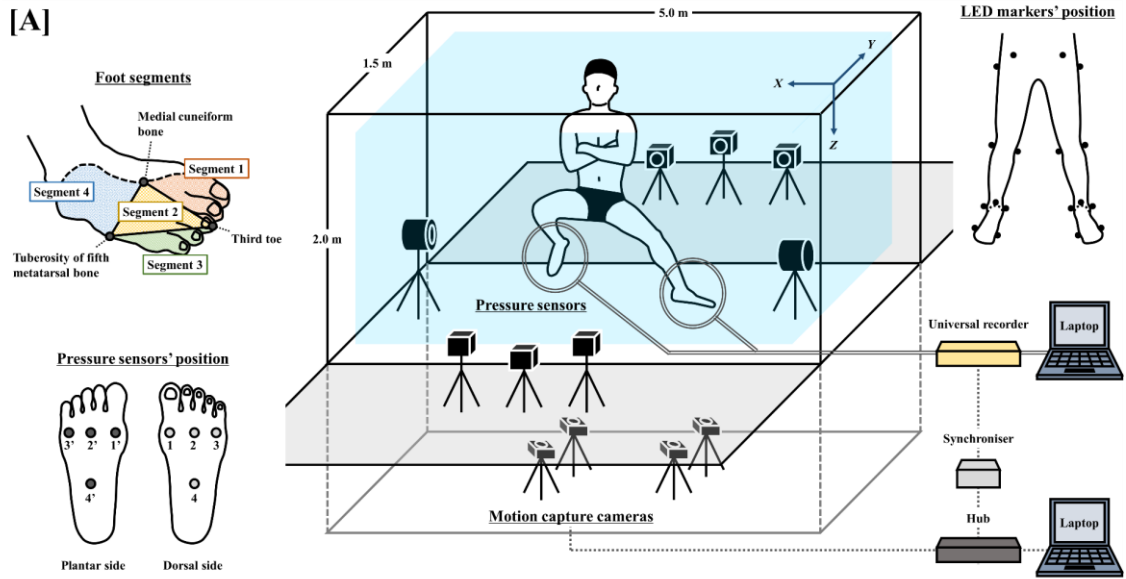 [A]
Foot segments
Medial cuneiform
bone
Segment 1
Segment 4
Segment 2
Third toe
Tuberosity of fifth
metatarsal bone
Segment 3
Pressure sensors' position
3' 2' 1'
4'
1 2 3
4
Plantar side
Dorsal side
5.0 m
1.5 m
2.0 m
X
Y
Z
Pressure sensors
Motion capture cameras
LED markers' position
Universal recorder
Laptop
Synchroniser
Hub
Laptop